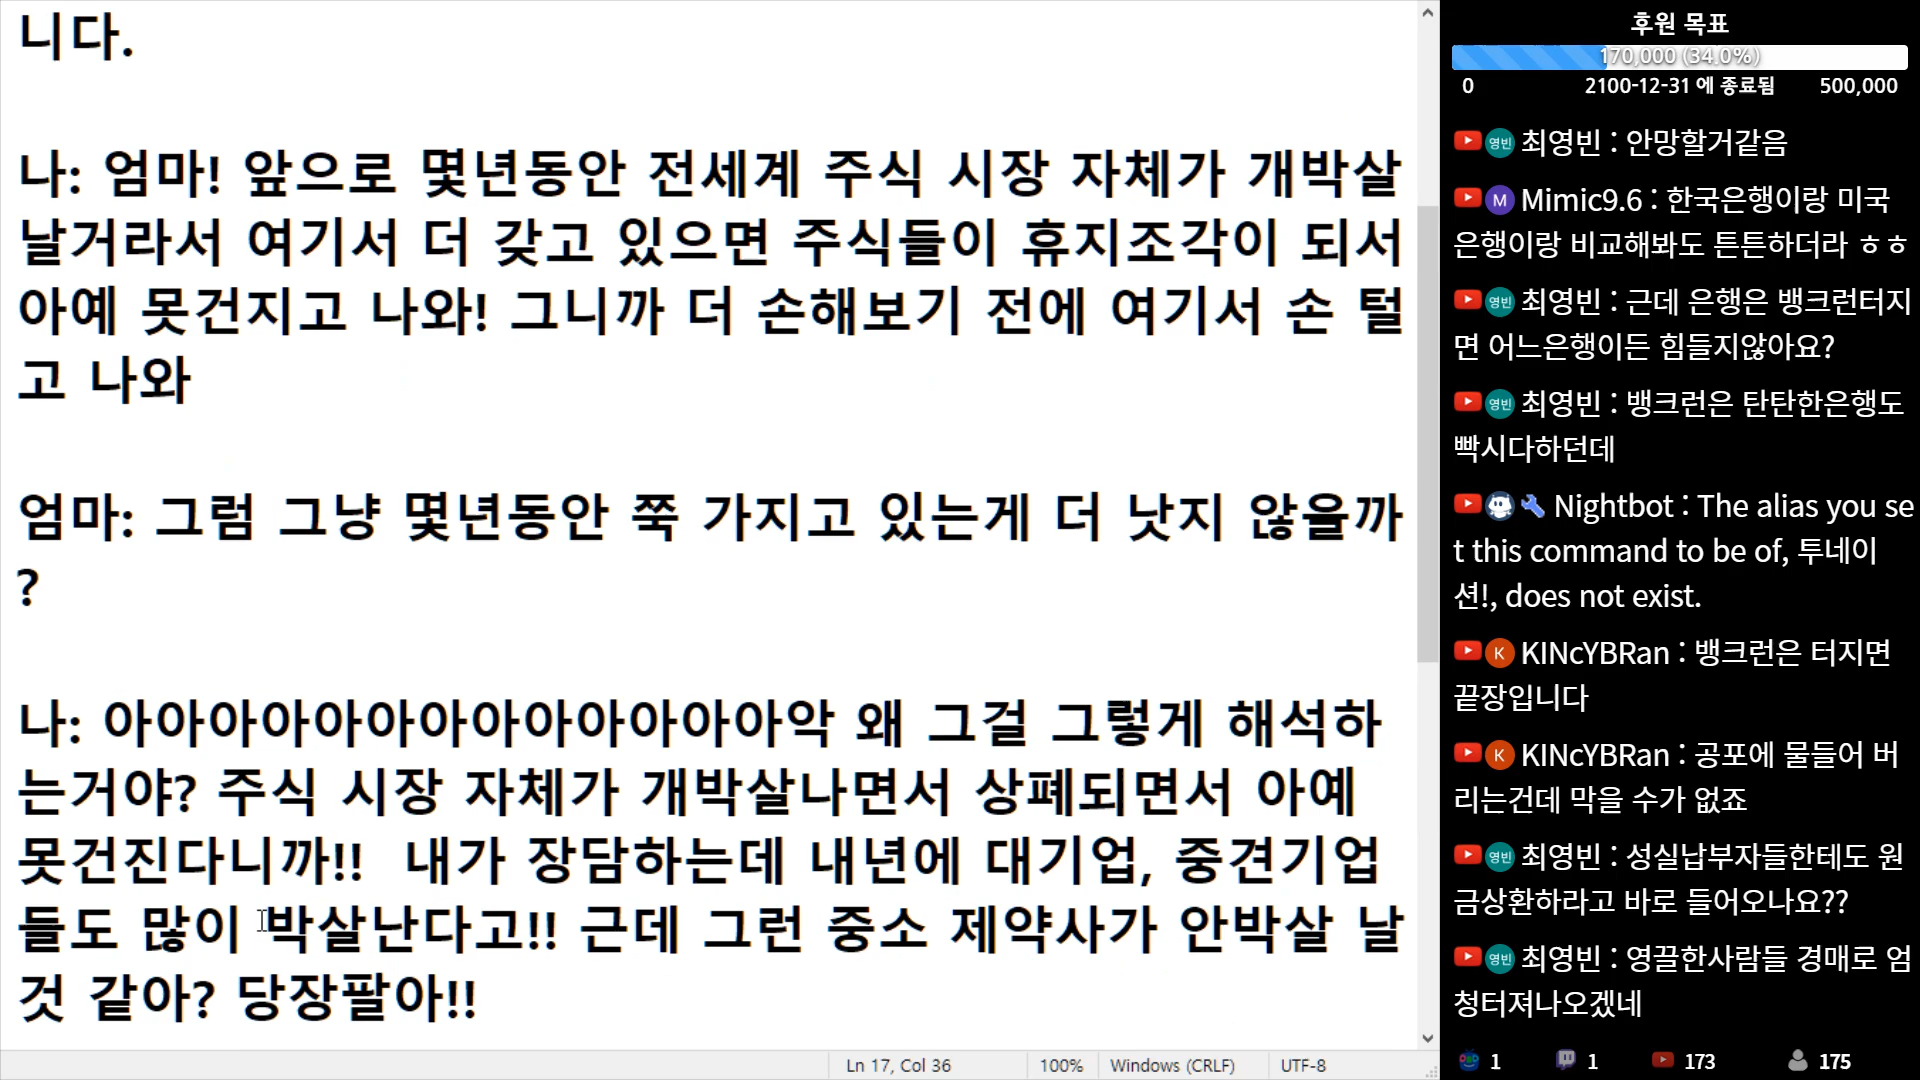 니다.
나: 엄마! 앞으로 몇년동안 전세계 주식 시장 자체가 개박살
날거라서 여기서 더 갖고 있으면 주식들이 휴지조각이 되서
아예 못건지고 나와! 그니까 더 손해보기 전에 여기서 손 털
고 나와
엄마: 그럼 그냥 몇년동안 쭉 가지고 있는게 더 낫지 않을까
?
나: 아아아아아아아아아아아아아악 왜 그걸 그렇게 해석하
는거야? 주식 시장 자체가 개박살나면서 상폐되면서 아예
못건진다니까!!  내가 장담하는데 내년에 대기업, 중견기업
들도 많이 박살난다고!! 근데 그런 중소 제약사가 안박살 날
것 같아? 당장팔아!!
Ln 17, Col 36
100%
Windows (CRLF)
UTF-8
후원 목표
170,000 (34.0%)
0 2100-12-31 에 종료됨 500,000
영빈 최영빈 : 안망할거같음
M Mimic9.6 : 한국은행이랑 미국
은행이랑 비교해봐도 튼튼하더라 ㅎㅎ
영빈 최영빈 : 근데 은행은 뱅크런터지
면 어느은행이든 힘들지않아요?
영빈 최영빈 : 뱅크런은 탄탄한은행도
빡시다하던데
Nightbot : The alias you se
t this command to be of, 투네이
션!, does not exist.
K KINcYBRan : 뱅크런은 터지면
끝장입니다
K KINcYBRan : 공포에 물들어 버
리는건데 막을 수가 없죠
영빈 최영빈 : 성실납부자들한테도 원
금상환하라고 바로 들어오나요??
영빈 최영빈 : 영끌한사람들 경매로 엄
청터져나오겠네
1 1 173 175